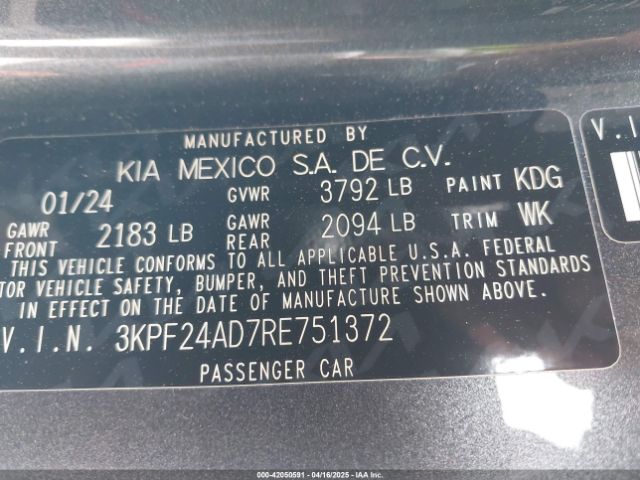 MANUFACTURED BY
KIA MEXICO S.A. DE C.V.
01/24 GVWR 3792 LB PAINT KDG
GAWR FRONT 2183 LB GAWR REAR 2094 LB TRIM WK
THIS VEHICLE CONFORMS TO ALL APPLICABLE U.S.A. FEDERAL
VEHICLE SAFETY, BUMPER, AND THEFT PREVENTION STANDARDS
IN EFFECT ON THE DATE OF MANUFACTURE SHOWN ABOVE.
V.I.N. 3KPF24AD7RE751372
PASSENGER CAR
V.I
000-42050591 - 04/16/2025 - IAA Inc.